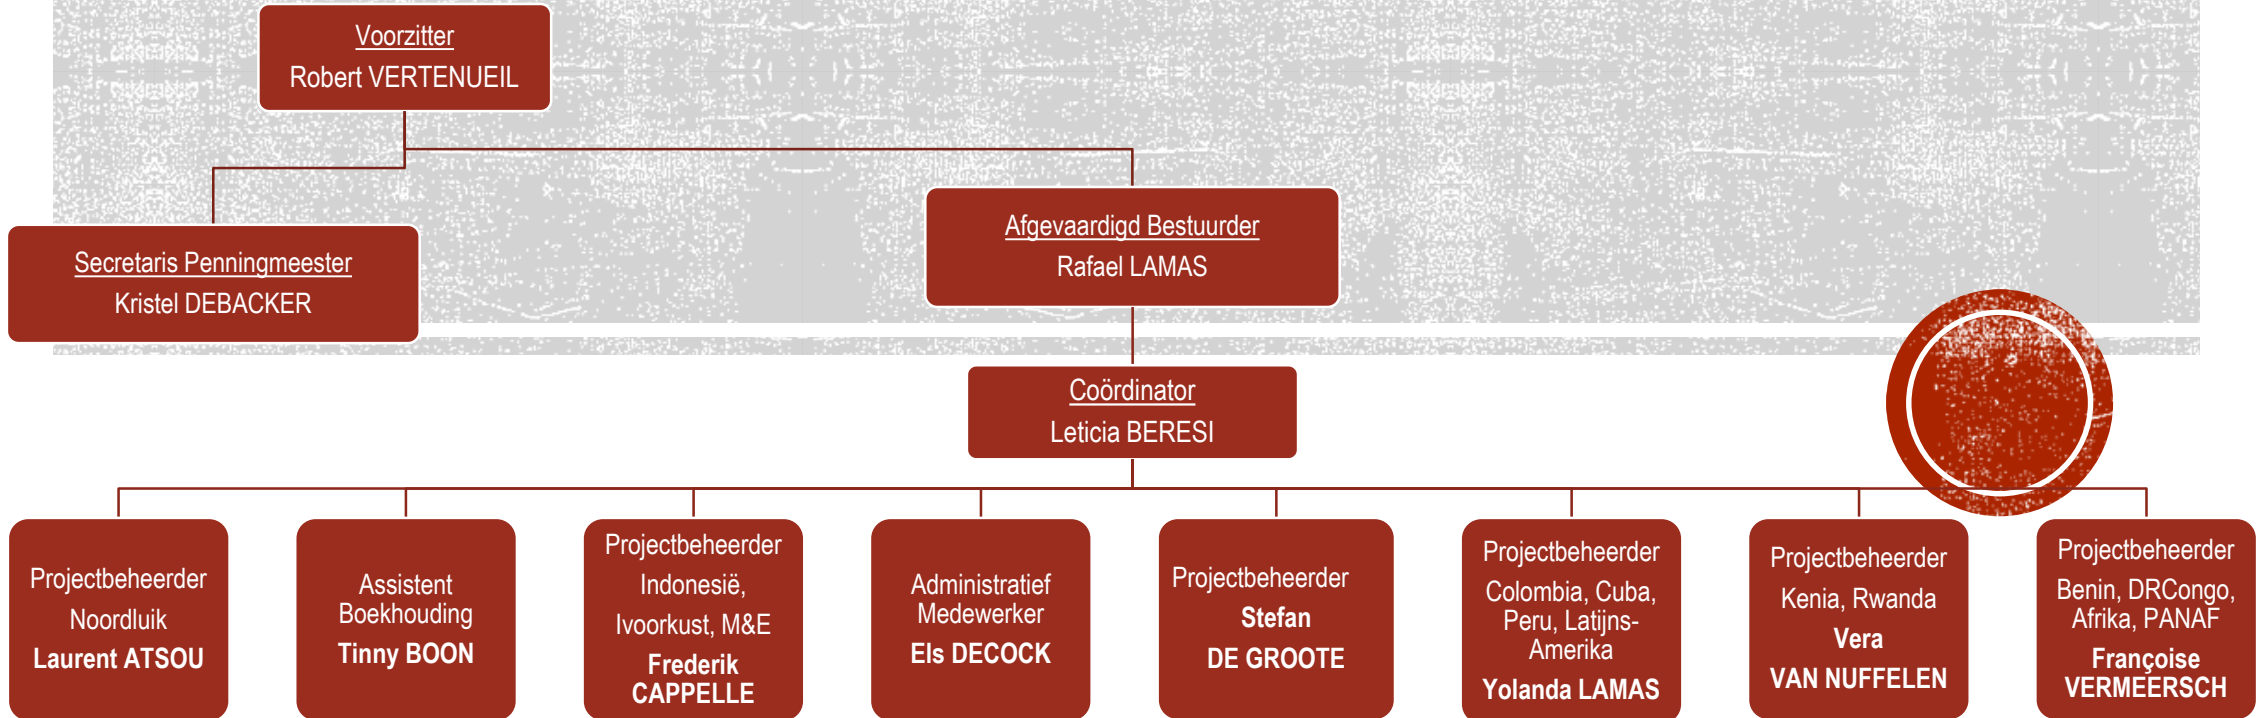 Voorzitter
Robert VERTENUEIL
Secretaris Penningmeester
Kristel DEBACKER
Afgevaardigd Bestuurder
Rafael LAMAS
Coördinator
Leticia BERESI
Projectbeheerder
Noordluik
Laurent ATSOU
Assistent
Boekhouding
Tinny BOON
Projectbeheerder
Indonesië,
Ivoorkust, M&E
Frederik
CAPPELLE
Administratief
Medewerker
Els DECOCK
Projectbeheerder
Stefan
DE GROOTE
Projectbeheerder
Colombia, Cuba,
Peru, Latijns-
Amerika
Yolanda LAMAS
Projectbeheerder
Kenia, Rwanda
Vera
VAN NUFFELEN
Projectbeheerder
Benin, DRCongo,
Afrika, PANAF
Françoise
VERMEERSCH